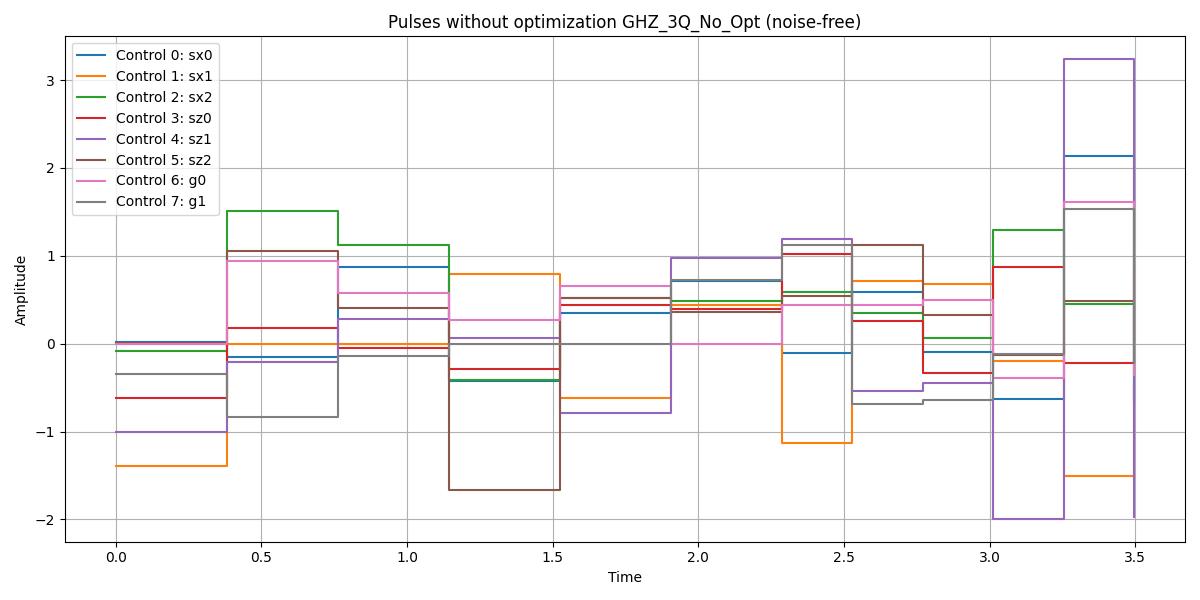 Pulses without optimization GHZ_3Q_No_Opt (noise-free)
Control 0: sx0
Control 1: sx1
Control 2: sx2
Control 3: sz0
Control 4: sz1
Control 5: sz2
Control 6: g0
Control 7: g1
3
2
1
0
−1
−2
Amplitude
0.0 0.5 1.0 1.5 2.0 2.5 3.0 3.5
Time